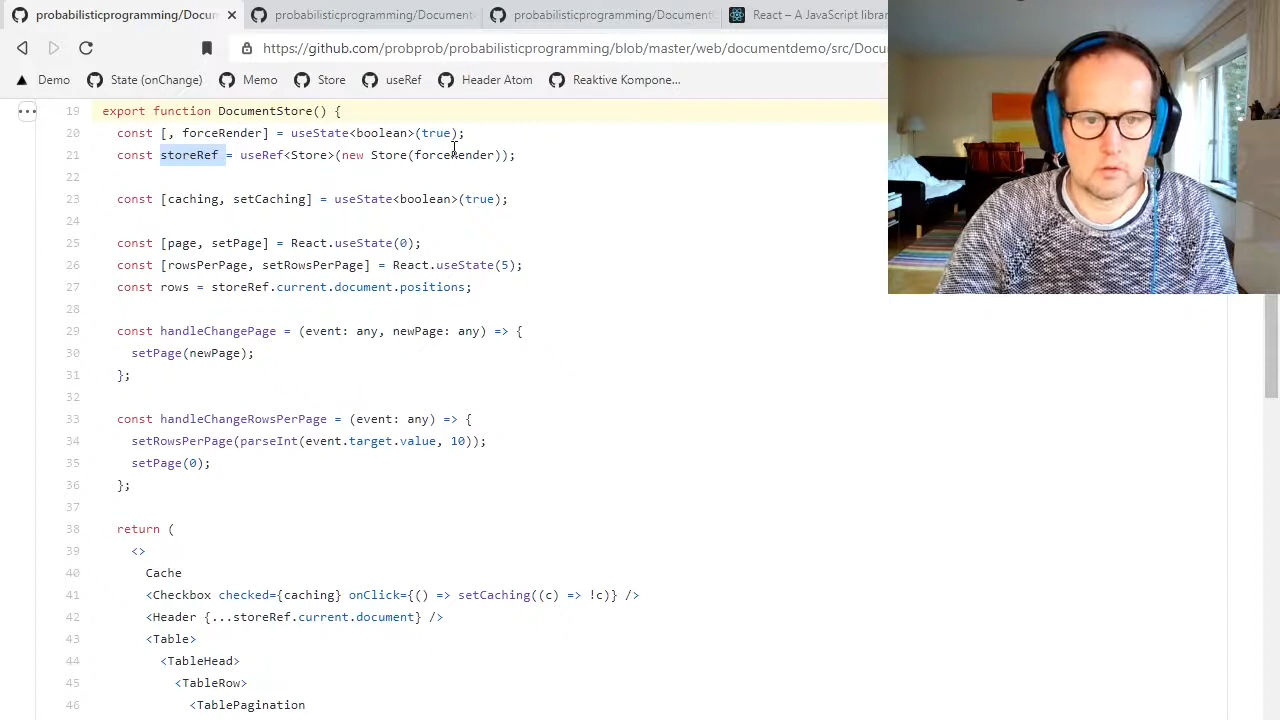 probabilisticprogramming/Documen
probabilisticprogramming/Document
probabilisticprogramming/Document
React – A JavaScript librar
https://github.com/probprob/probabilisticprogramming/blob/master/web/documentdemo/src/Docu
Demo
State (onChange)
Memo
Store
useRef
Header Atom
Reaktive Kompone...
19 export function DocumentStore() {
20 const [, forceRender] = useState<boolean>(true);
21 const storeRef = useRef<Store>(new Store(forceRender));
22
23 const [caching, setCaching] = useState<boolean>(true);
24
25 const [page, setPage] = React.useState(0);
26 const [rowsPerPage, setRowsPerPage] = React.useState(5);
27 const rows = storeRef.current.document.positions;
28
29 const handleChangePage = (event: any, newPage: any) => {
30 setPage(newPage);
31 };
32
33 const handleChangeRowsPerPage = (event: any) => {
34 setRowsPerPage(parseInt(event.target.value, 10));
35 setPage(0);
36 };
37
38 return (
39 <>
40 Cache
41 <Checkbox checked={caching} onClick={() => setCaching((c) => !c)} />
42 <Header {...storeRef.current.document} />
43 <Table>
44 <TableHead>
45 <TableRow>
46 <TablePagination